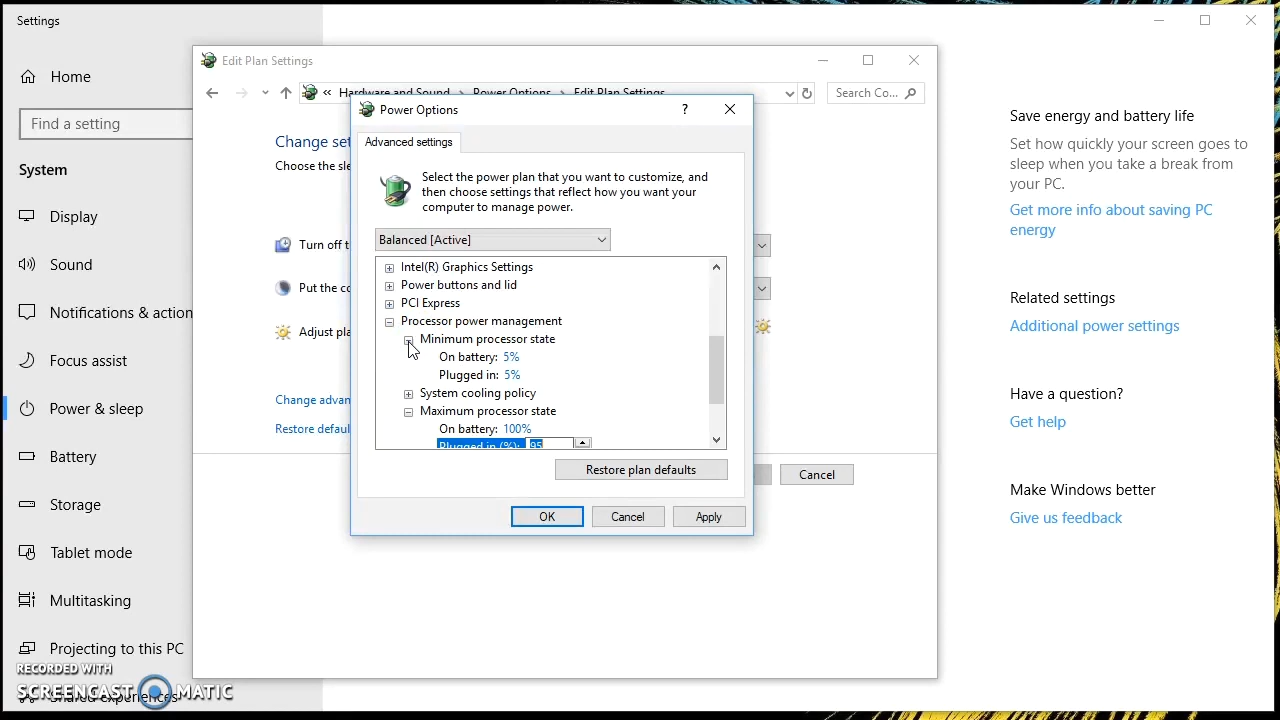 Settings
Home
Find a setting
System
Display
Sound
Notifications & action
Focus assist
Power & sleep
Battery
Storage
Tablet mode
Multitasking
Projecting to this PC
Shared experiences
RECORDED WITH
SCREENCAST MATIC
Edit Plan Settings
« Hardware and Sound > Power Options > Edit Plan Settings
Search Co...
Change set
Choose the sle
Turn off t
Put the co
Adjust pla
Change advan
Restore defaul
Cancel
Power Options
?
Advanced settings
Select the power plan that you want to customize, and
then choose settings that reflect how you want your
computer to manage power.
Balanced [Active]
Intel(R) Graphics Settings
Power buttons and lid
PCI Express
Processor power management
Minimum processor state
On battery: 5%
Plugged in: 5%
System cooling policy
Maximum processor state
On battery: 100%
Plugged in (%): 95
Restore plan defaults
OK
Cancel
Apply
Save energy and battery life
Set how quickly your screen goes to
sleep when you take a break from
your PC.
Get more info about saving PC
energy
Related settings
Additional power settings
Have a question?
Get help
Make Windows better
Give us feedback